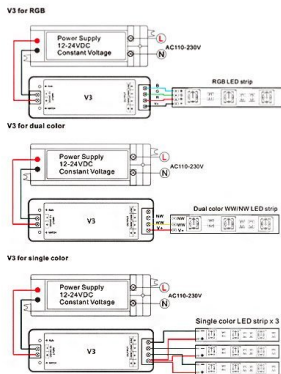 V3 for RGB
Power Supply
12-24VDC
Constant Voltage
L
N
AC110-230V
V3
RGB LED strip
V3 for dual color
Power Supply
12-24VDC
Constant Voltage
L
N
AC110-230V
V3
NW
WW
V+
Dual color WW/NW LED strip
NW
WW
V+
V3 for single color
Power Supply
12-24VDC
Constant Voltage
L
N
AC110-230V
V3
Single color LED strip x 3